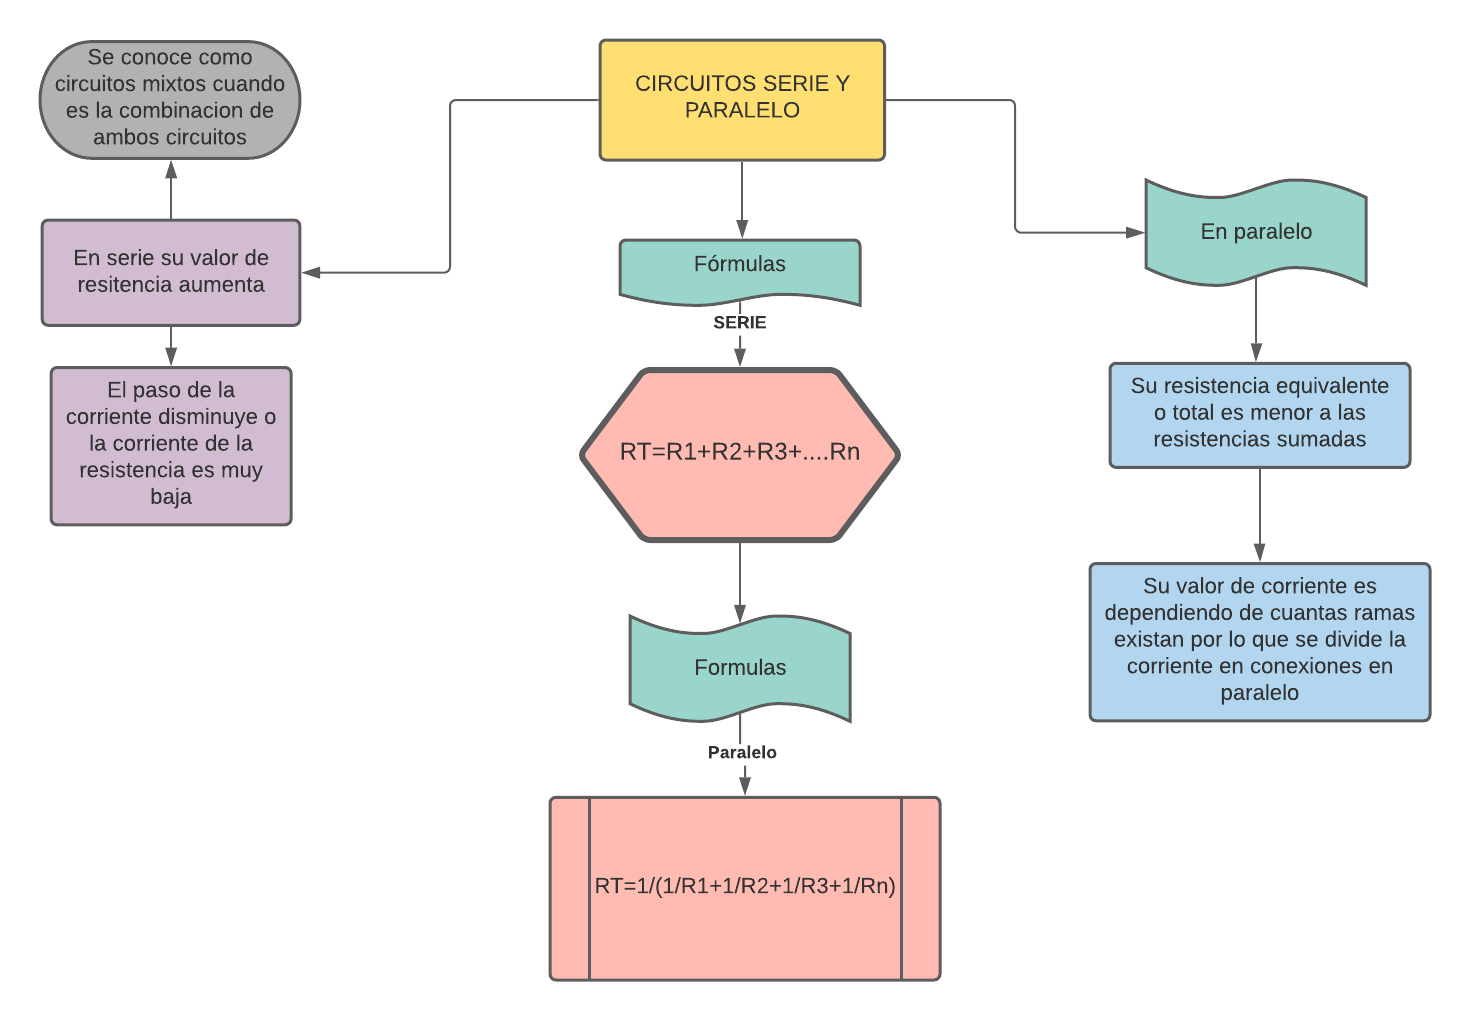 Se conoce como
circuitos mixtos cuando
es la combinacion de
ambos circuitos
CIRCUITOS SERIE Y
PARALELO
En paralelo
En serie su valor de
resitencia aumenta
Fórmulas
SERIE
El paso de la
corriente disminuye o
la corriente de la
resistencia es muy
baja
RT=R1+R2+R3+....Rn
Su resistencia equivalente
o total es menor a las
resistencias sumadas
Su valor de corriente es
dependiendo de cuantas ramas
existan por lo que se divide la
corriente en conexiones en
paralelo
Formulas
Paralelo
RT=1/(1/R1+1/R2+1/R3+1/Rn)